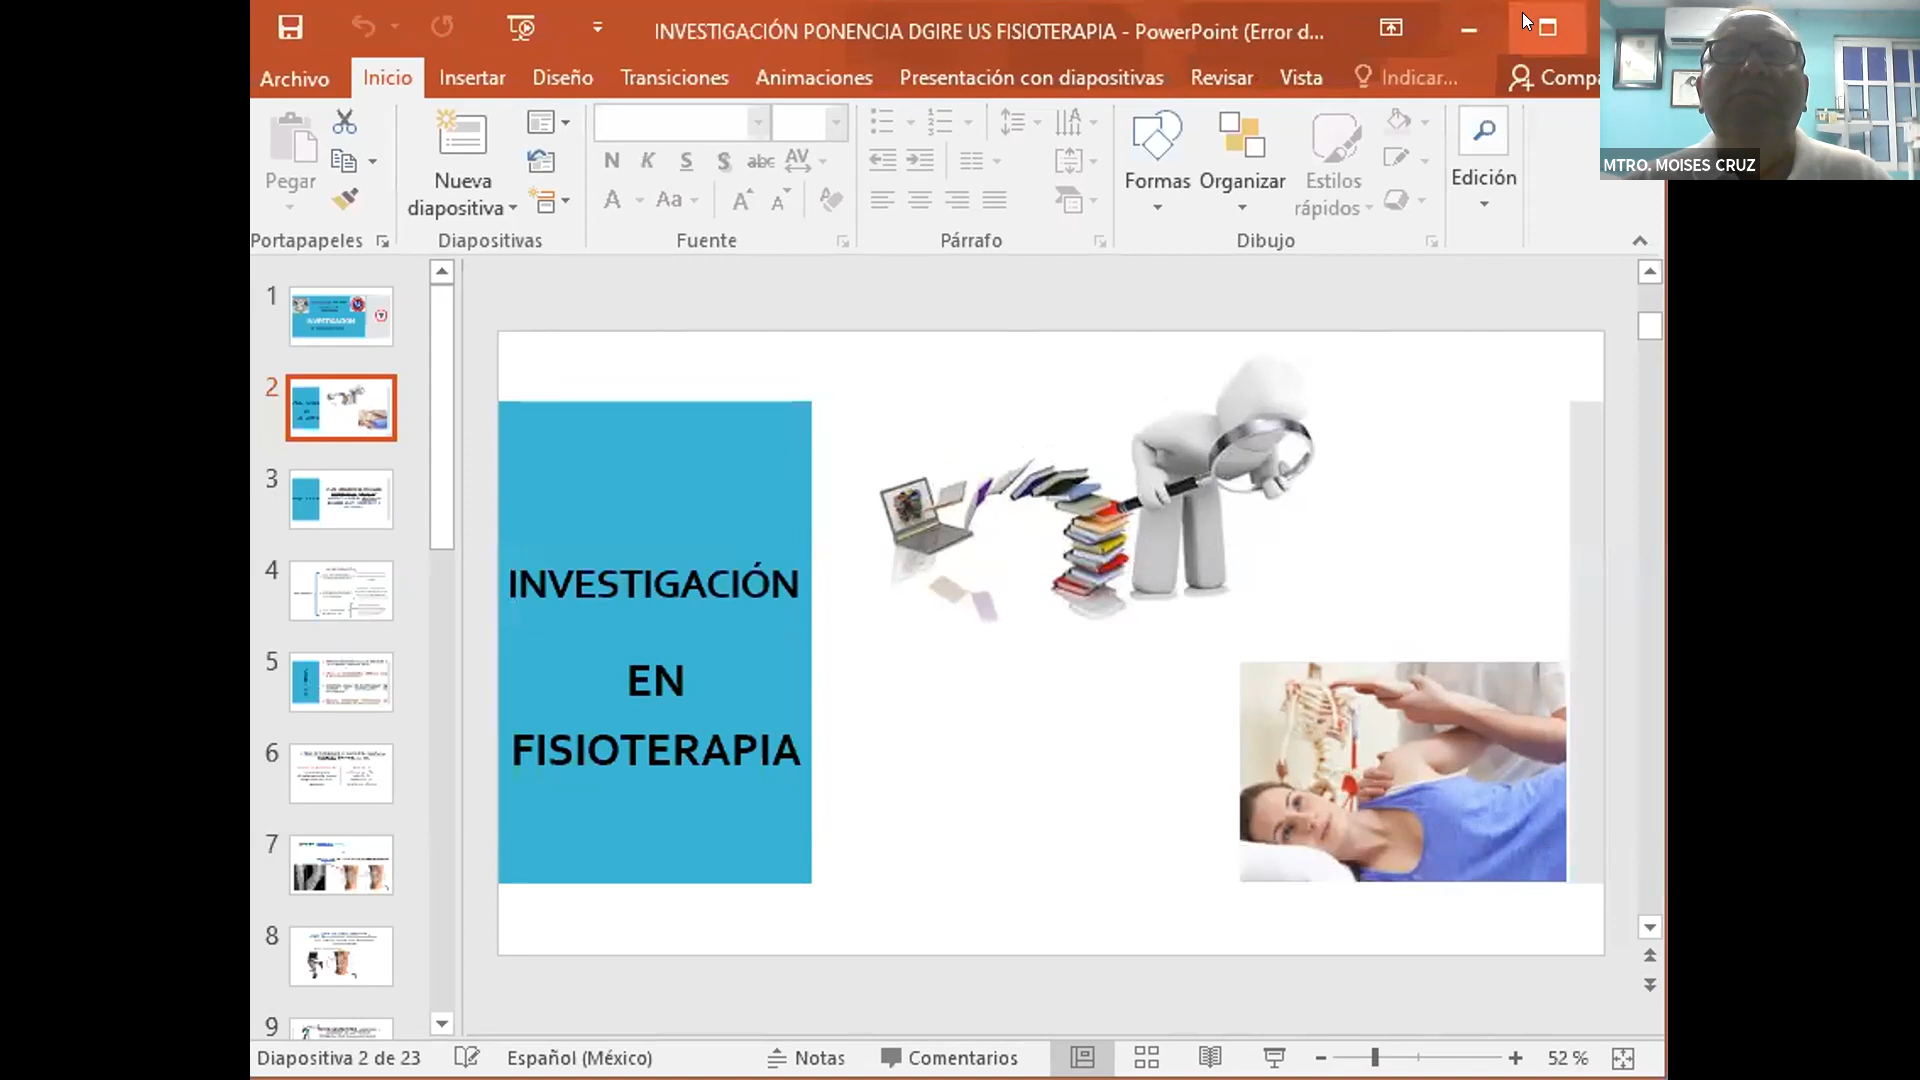 INVESTIGACIÓN PONENCIA DGIRE US FISIOTERAPIA - PowerPoint (Error d...
Archivo Inicio Insertar Diseño Transiciones Animaciones Presentación con diapositivas Revisar Vista Indicar... Compa
MTRO. MOISES CRUZ
Pegar
Nueva
diapositiva
N K S S abc AV
A Aa A A
Formas Organizar Estilos
rápidos
Edición
Portapapeles Diapositivas Fuente Párrafo Dibujo
1
2
3
4
5
6
7
8
9
INVESTIGACIÓN
EN
FISIOTERAPIA
Diapositiva 2 de 23 Español (México) Notas Comentarios 52 %